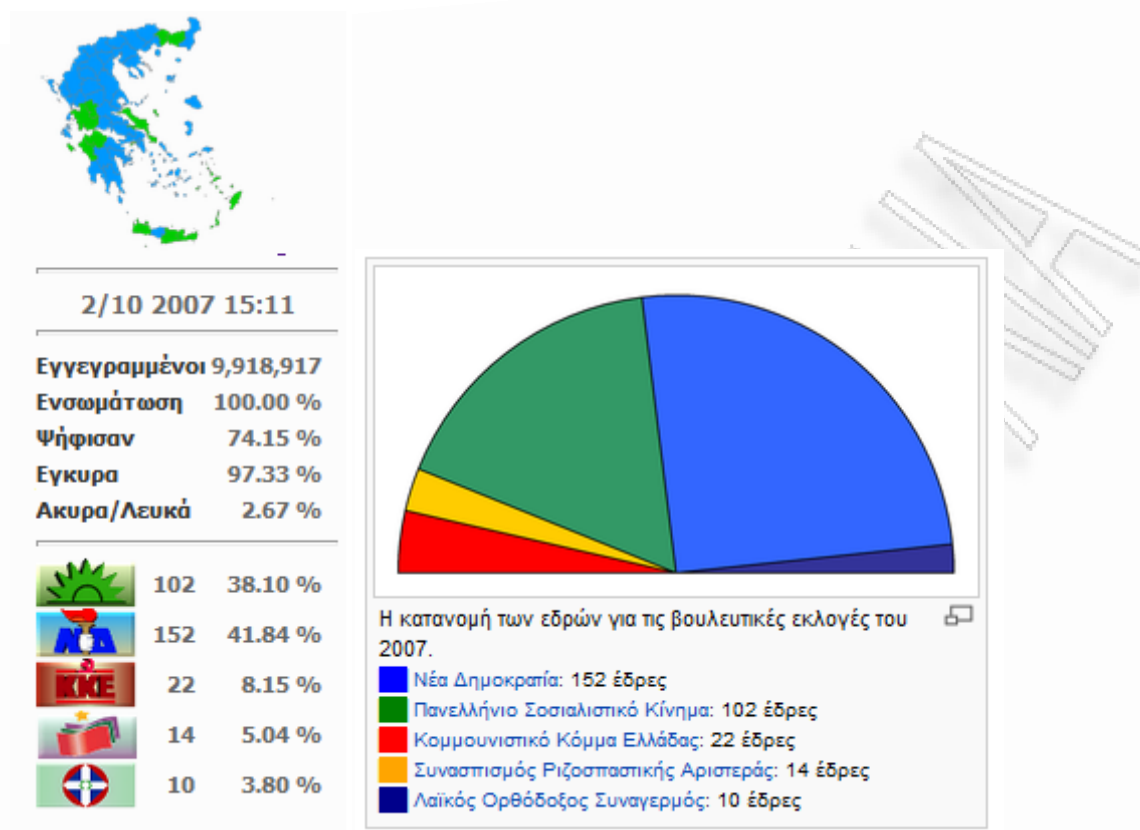 2/10 2007 15:11
Εγγεγραμμένοι 9,918,917
Ενσωμάτωση 100.00 %
Ψήφισαν 74.15 %
Εγκυρα 97.33 %
Ακυρα/Λευκά 2.67 %
102 38.10 %
ΝΔ 152 41.84 %
ΚΚΕ 22 8.15 %
14 5.04 %
10 3.80 %
Η κατανομή των εδρών για τις βουλευτικές εκλογές του
2007.
Νέα Δημοκρατία: 152 έδρες
Πανελλήνιο Σοσιαλιστικό Κίνημα: 102 έδρες
Κομμουνιστικό Κόμμα Ελλάδας: 22 έδρες
Συνασπισμός Ριζοσπαστικής Αριστεράς: 14 έδρες
Λαϊκός Ορθόδοξος Συναγερμός: 10 έδρες